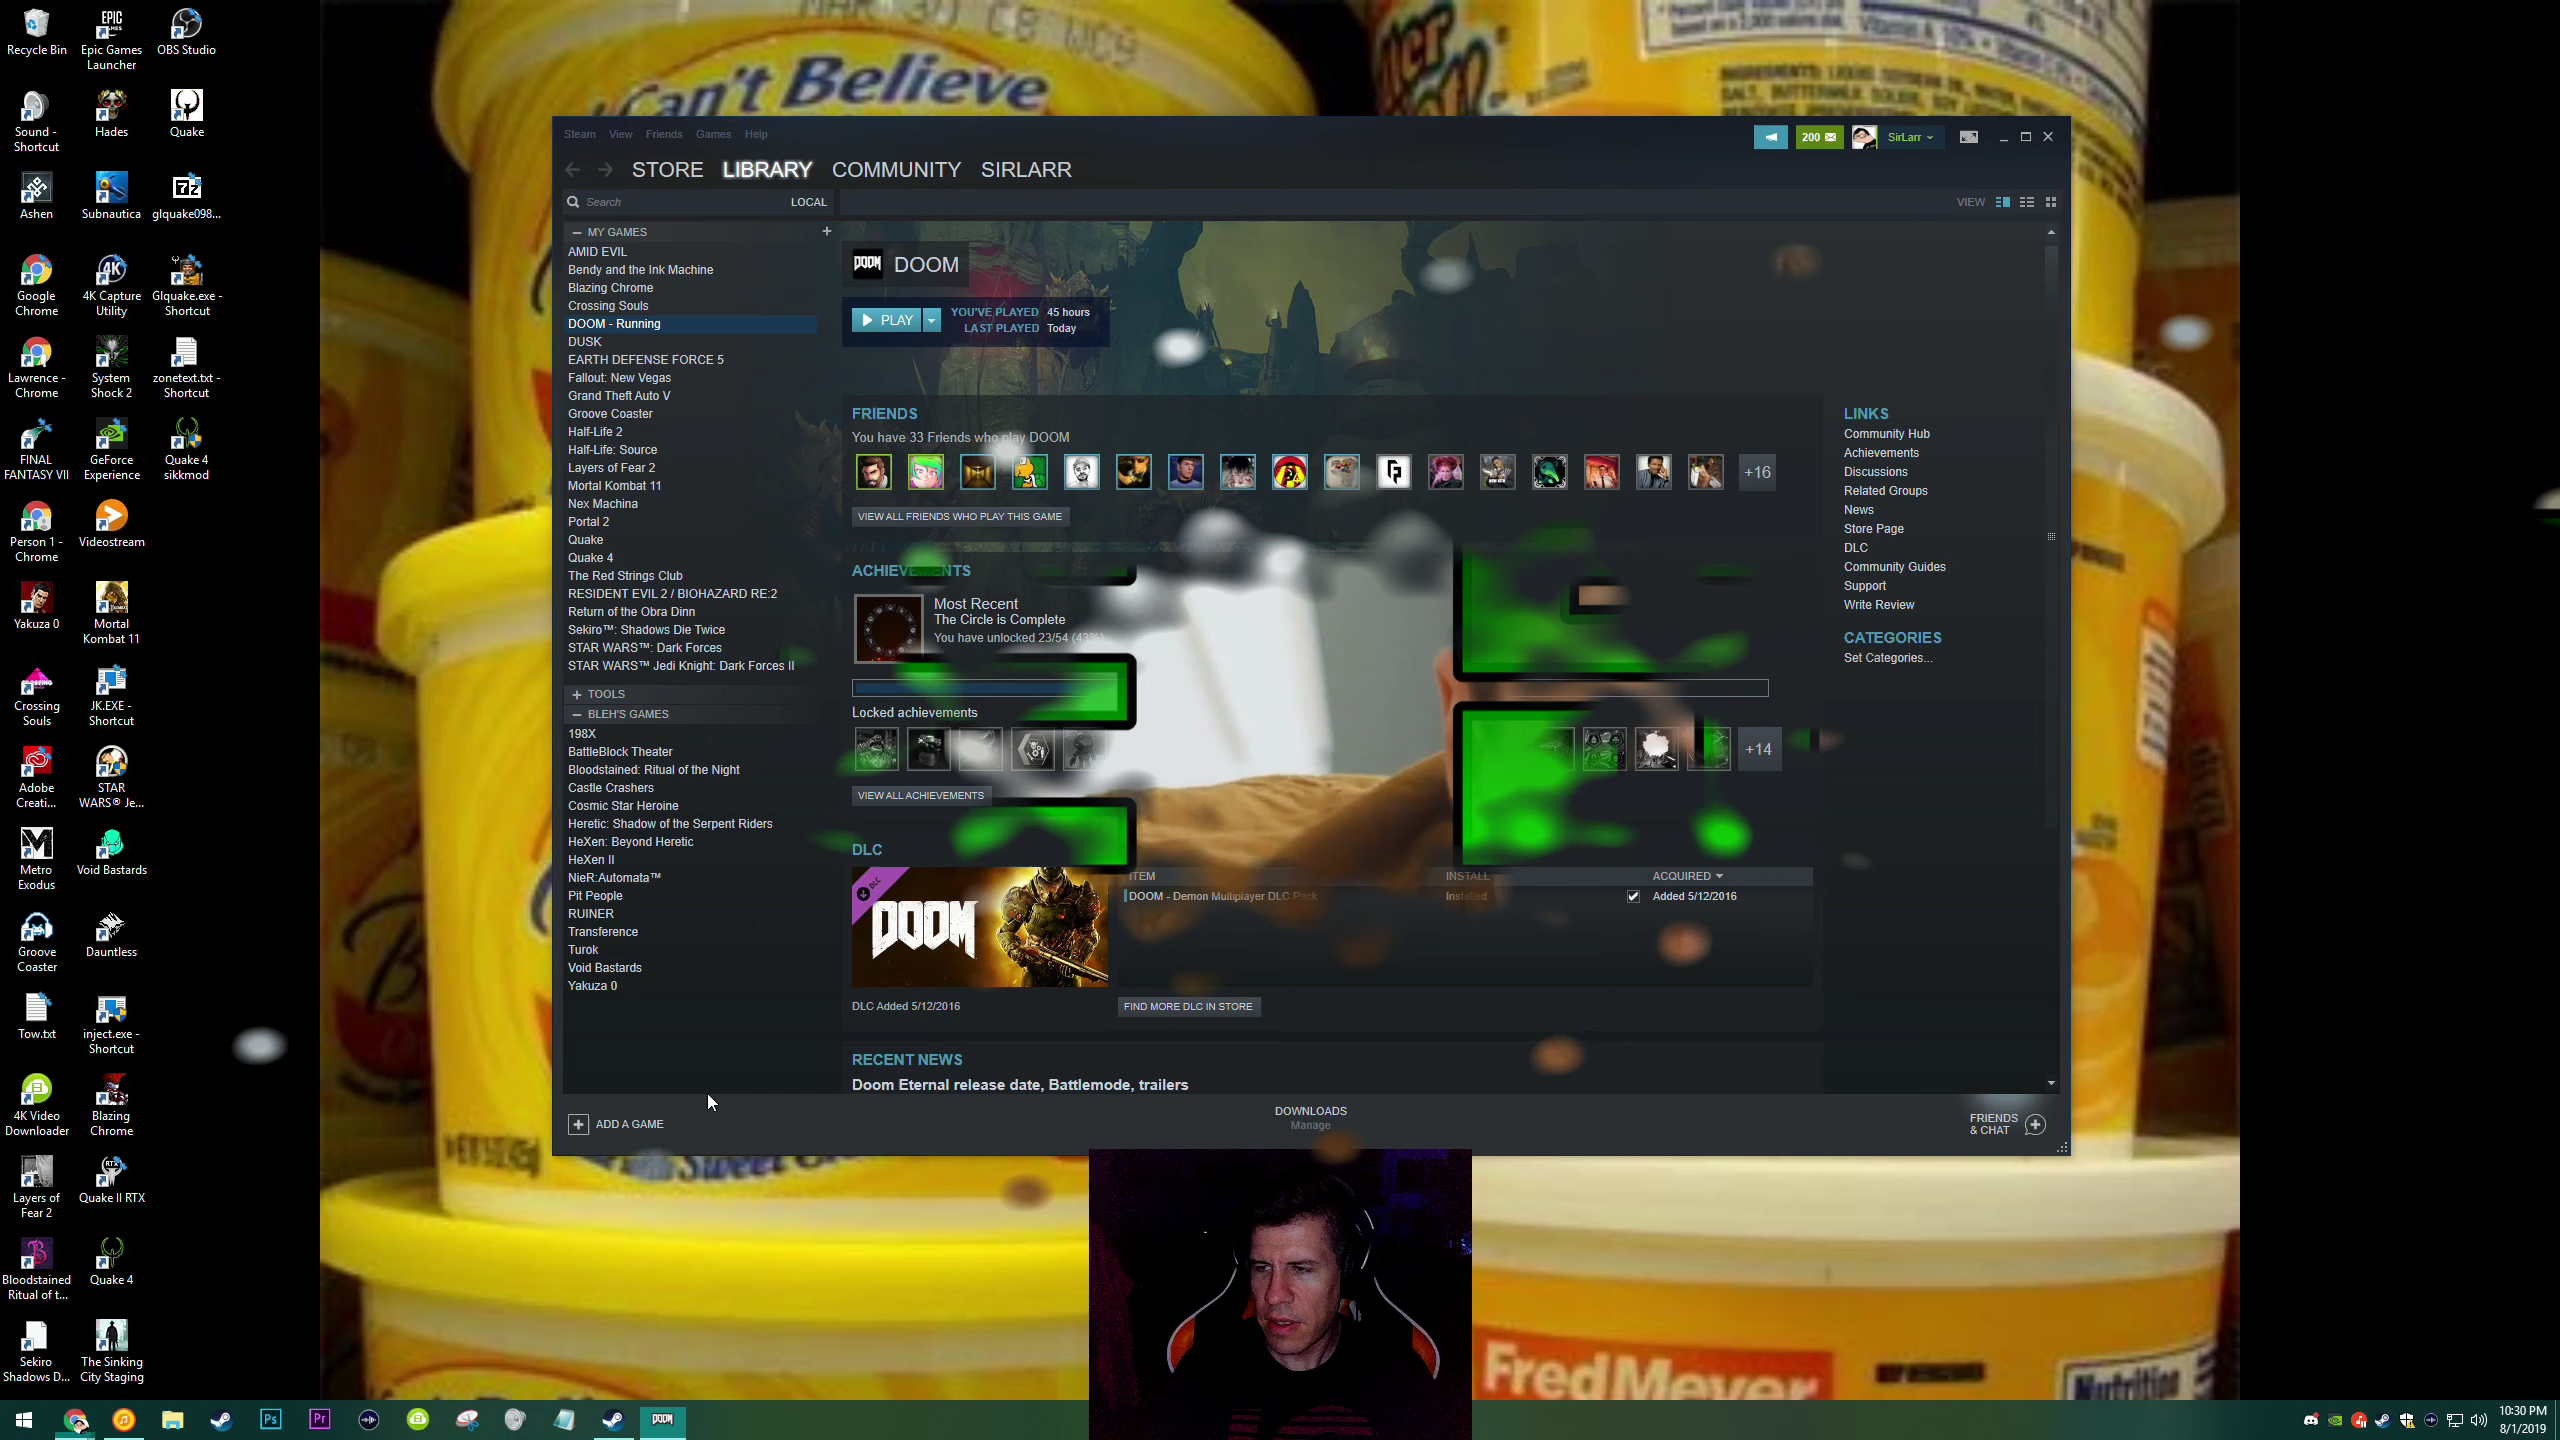 Recycle Bin
Epic Games Launcher
OBS Studio
Sound - Shortcut
Hades
Quake
Ashen
Subnautica
glquake098...
Google Chrome
4K Capture Utility
Glquake.exe - Shortcut
Lawrence - Chrome
System Shock 2
zonetext.txt - Shortcut
FINAL FANTASY VII
GeForce Experience
Quake 4 sikkmod
Person 1 - Chrome
Videostream
Yakuza 0
Mortal Kombat 11
Crossing Souls
JK.EXE - Shortcut
Adobe Creati...
STAR WARS® Je...
Metro Exodus
Void Bastards
Groove Coaster
Dauntless
Tow.txt
inject.exe - Shortcut
4K Video Downloader
Blazing Chrome
Layers of Fear 2
Quake II RTX
Bloodstained Ritual of t...
Quake 4
Sekiro Shadows D...
The Sinking City Staging
Can't Believe
Steam View Friends Games Help
200
SirLarr
STORE LIBRARY COMMUNITY SIRLARR
Search
LOCAL
VIEW
MY GAMES
AMID EVIL
Bendy and the Ink Machine
Blazing Chrome
Crossing Souls
DOOM - Running
DUSK
EARTH DEFENSE FORCE 5
Fallout: New Vegas
Grand Theft Auto V
Groove Coaster
Half-Life 2
Half-Life: Source
Layers of Fear 2
Mortal Kombat 11
Nex Machina
Portal 2
Quake
Quake 4
The Red Strings Club
RESIDENT EVIL 2 / BIOHAZARD RE:2
Return of the Obra Dinn
Sekiro™: Shadows Die Twice
STAR WARS™: Dark Forces
STAR WARS™ Jedi Knight: Dark Forces II
TOOLS
BLEH'S GAMES
198X
BattleBlock Theater
Bloodstained: Ritual of the Night
Castle Crashers
Cosmic Star Heroine
Heretic: Shadow of the Serpent Riders
HeXen: Beyond Heretic
HeXen II
NieR:Automata™
Pit People
RUINER
Transference
Turok
Void Bastards
Yakuza 0
ADD A GAME
DOOM
DOOM
PLAY
YOU'VE PLAYED 45 hours
LAST PLAYED Today
FRIENDS
You have 33 Friends who play DOOM
+16
VIEW ALL FRIENDS WHO PLAY THIS GAME
ACHIEVEMENTS
Most Recent
The Circle is Complete
You have unlocked 23/54 (43%)
Locked achievements
+14
VIEW ALL ACHIEVEMENTS
DLC
DLC
DOOM
ITEM INSTALL ACQUIRED
DOOM - Demon Multiplayer DLC Pack Installed Added 5/12/2016
DLC Added 5/12/2016
FIND MORE DLC IN STORE
RECENT NEWS
Doom Eternal release date, Battlemode, trailers
LINKS
Community Hub
Achievements
Discussions
Related Groups
News
Store Page
DLC
Community Guides
Support
Write Review
CATEGORIES
Set Categories...
DOWNLOADS
Manage
FRIENDS & CHAT
Sweet
FredMeyer
Nutrition
Ps
Pr
DOOM
10:30 PM
8/1/2019